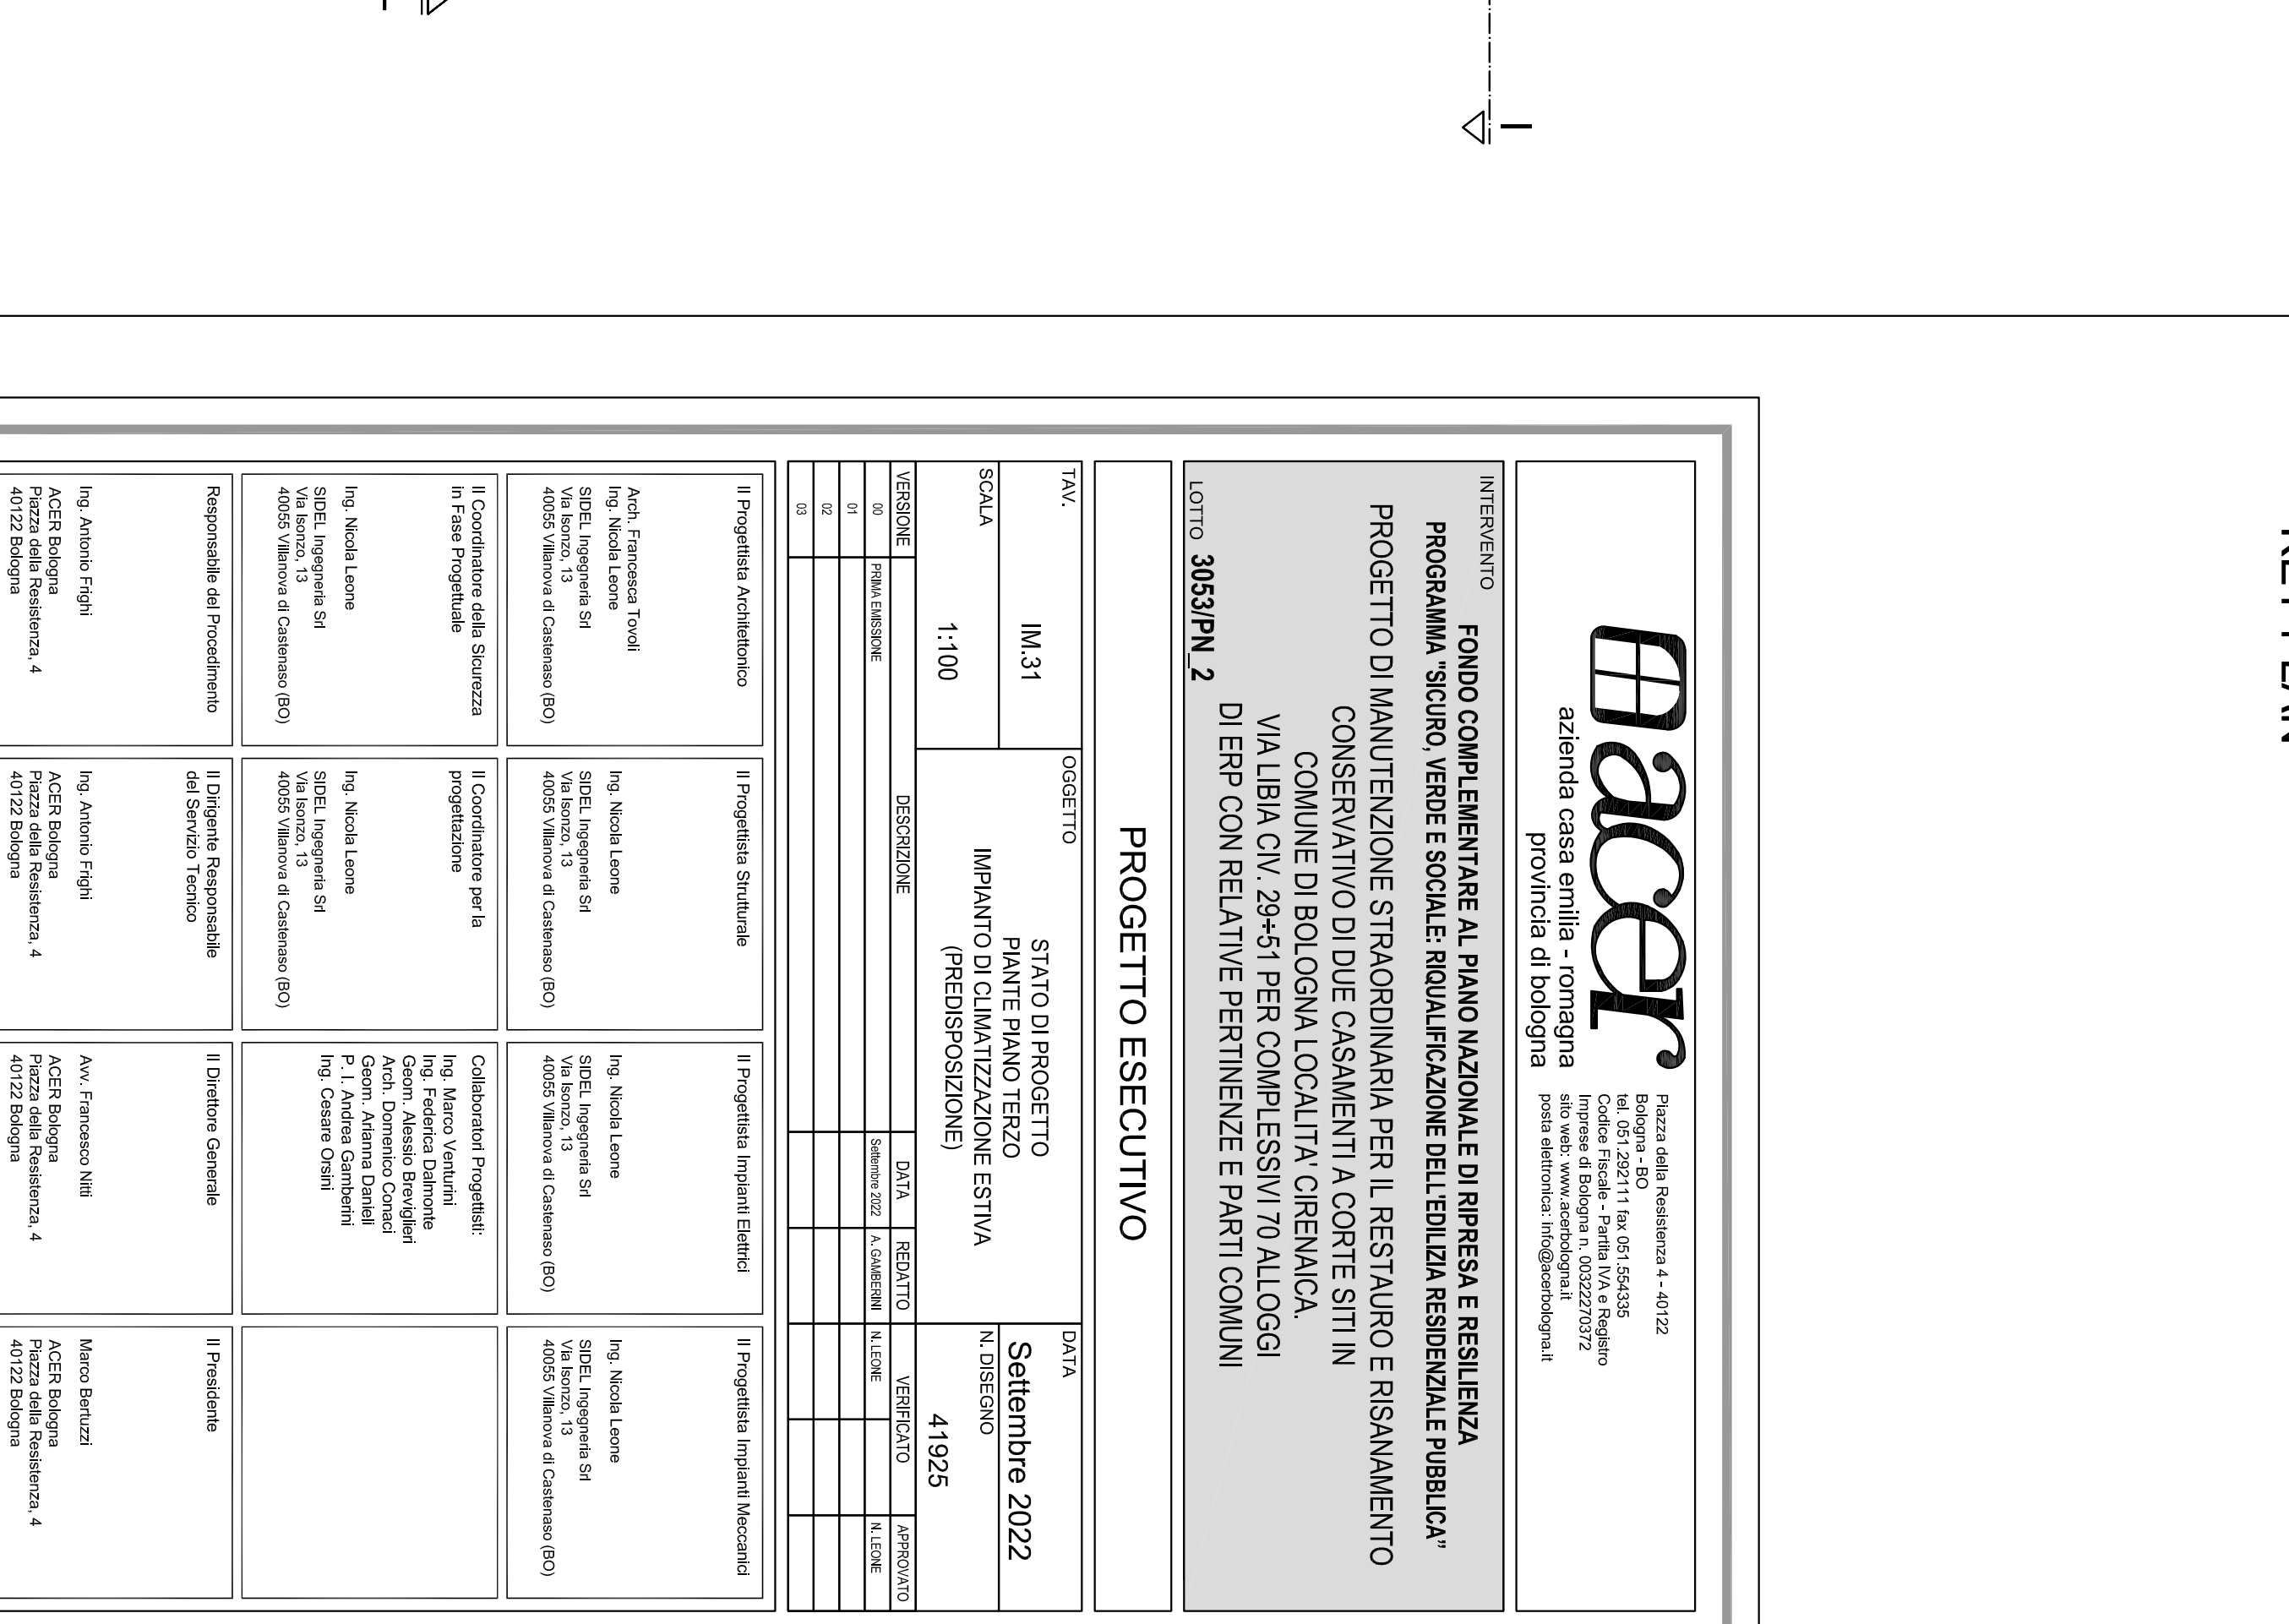 acer
azienda casa emilia - romagna
provincia di bologna
Piazza della Resistenza 4 - 40122
Bologna - BO
tel. 051.292111 fax 051.554335
Codice Fiscale - Partita IVA e Registro
Imprese di Bologna n. 00322270372
sito web: www.acerbologna.it
posta elettronica: info@acerbologna.it
INTERVENTO
FONDO COMPLEMENTARE AL PIANO NAZIONALE DI RIPRESA E RESILIENZA
PROGRAMMA "SICURO, VERDE E SOCIALE: RIQUALIFICAZIONE DELL'EDILIZIA RESIDENZIALE PUBBLICA"
PROGETTO DI MANUTENZIONE STRAORDINARIA PER IL RESTAURO E RISANAMENTO
CONSERVATIVO DI DUE CASAMENTI A CORTE SITI IN
COMUNE DI BOLOGNA LOCALITA' CIRENAICA.
VIA LIBIA CIV. 29÷51 PER COMPLESSIVI 70 ALLOGGI
DI ERP CON RELATIVE PERTINENZE E PARTI COMUNI
LOTTO 3053/PN_2
PROGETTO ESECUTIVO
TAV.
IM.31
SCALA
1:100
OGGETTO
STATO DI PROGETTO
PIANTE PIANO TERZO
IMPIANTO DI CLIMATIZZAZIONE ESTIVA
(PREDISPOSIZIONE)
DATA
Settembre 2022
N. DISEGNO
41925
VERSIONE DESCRIZIONE DATA REDATTO VERIFICATO APPROVATO
00 PRIMA EMISSIONE Settembre 2022 A. GAMBERINI N. LEONE N. LEONE
01
02
03
Il Progettista Architettonico
Arch. Francesca Tovoli
Ing. Nicola Leone
SIDEL Ingegneria Srl
Via Isonzo, 13
40055 Villanova di Castenaso (BO)
Il Progettista Strutturale
Ing. Nicola Leone
SIDEL Ingegneria Srl
Via Isonzo, 13
40055 Villanova di Castenaso (BO)
Il Progettista Impianti Elettrici
Ing. Nicola Leone
SIDEL Ingegneria Srl
Via Isonzo, 13
40055 Villanova di Castenaso (BO)
Il Progettista Impianti Meccanici
Ing. Nicola Leone
SIDEL Ingegneria Srl
Via Isonzo, 13
40055 Villanova di Castenaso (BO)
Il Coordinatore della Sicurezza
in Fase Progettuale
Ing. Nicola Leone
SIDEL Ingegneria Srl
Via Isonzo, 13
40055 Villanova di Castenaso (BO)
Il Coordinatore per la
progettazione
Ing. Nicola Leone
SIDEL Ingegneria Srl
Via Isonzo, 13
40055 Villanova di Castenaso (BO)
Collaboratori Progettisti:
Ing. Marco Venturini
Ing. Federica Dalmonte
Geom. Alessio Breviglieri
Arch. Domenico Conaci
Geom. Arianna Danieli
P. I. Andrea Gamberini
Ing. Cesare Orsini
Responsabile del Procedimento
Ing. Antonio Frighi
ACER Bologna
Piazza della Resistenza, 4
40122 Bologna
Il Dirigente Responsabile
del Servizio Tecnico
Ing. Antonio Frighi
ACER Bologna
Piazza della Resistenza, 4
40122 Bologna
Il Direttore Generale
Avv. Francesco Nitti
ACER Bologna
Piazza della Resistenza, 4
40122 Bologna
Il Presidente
Marco Bertuzzi
ACER Bologna
Piazza della Resistenza, 4
40122 Bologna